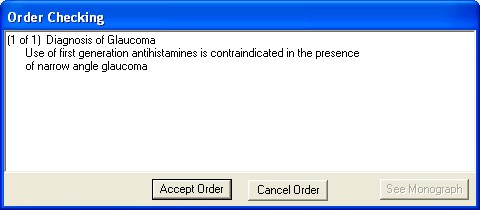 Order Checking
(1 of 1) Diagnosis of Glaucoma
Use of first generation antihistamines is contraindicated in the presence
of narrow angle glaucoma
Accept Order Cancel Order See Monograph